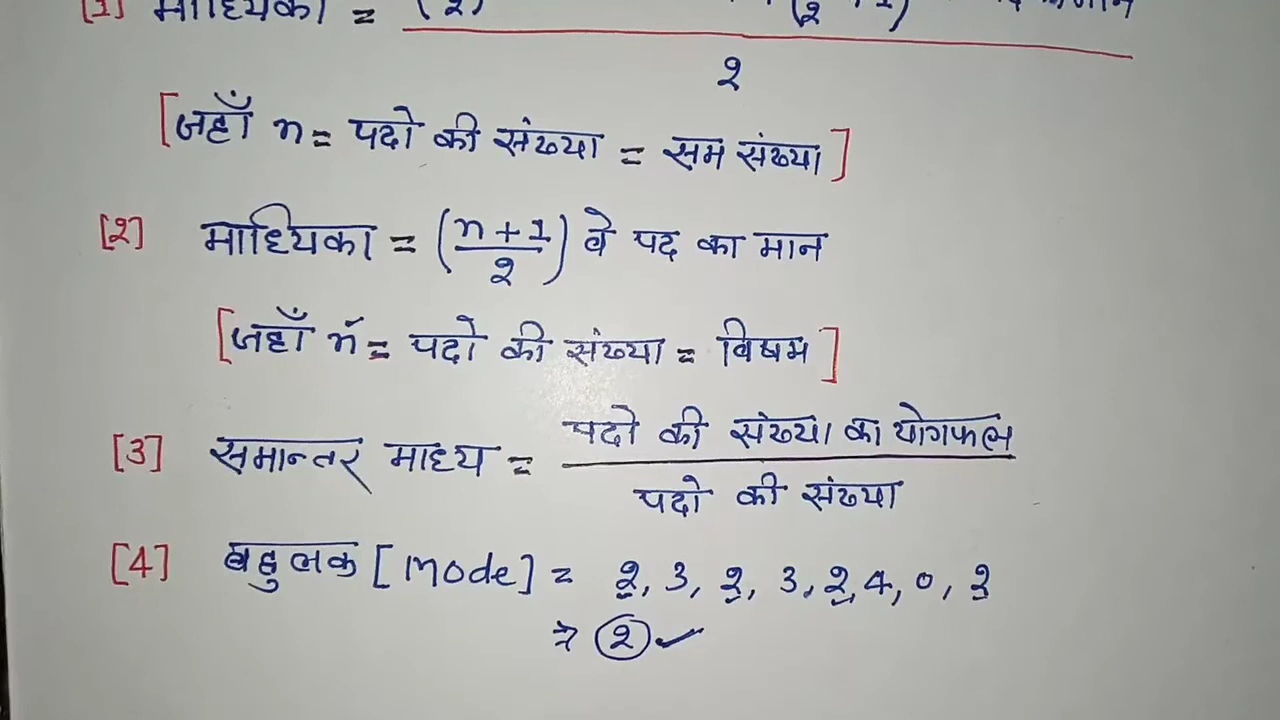 [1] माध्यिका =
2
[जहाँ n = पदो की संख्या = सम संख्या]
[2] माध्यिका = (n+1/2) वे पद का मान
[जहाँ n = पदो की संख्या = विषम]
[3] समान्तर माध्य = पदो की संख्या का योगफल
पदो की संख्या
[4] बहुलक [Mode] = 2, 3, 2, 3, 2, 4, 0, 2
⇒ 2 ✓